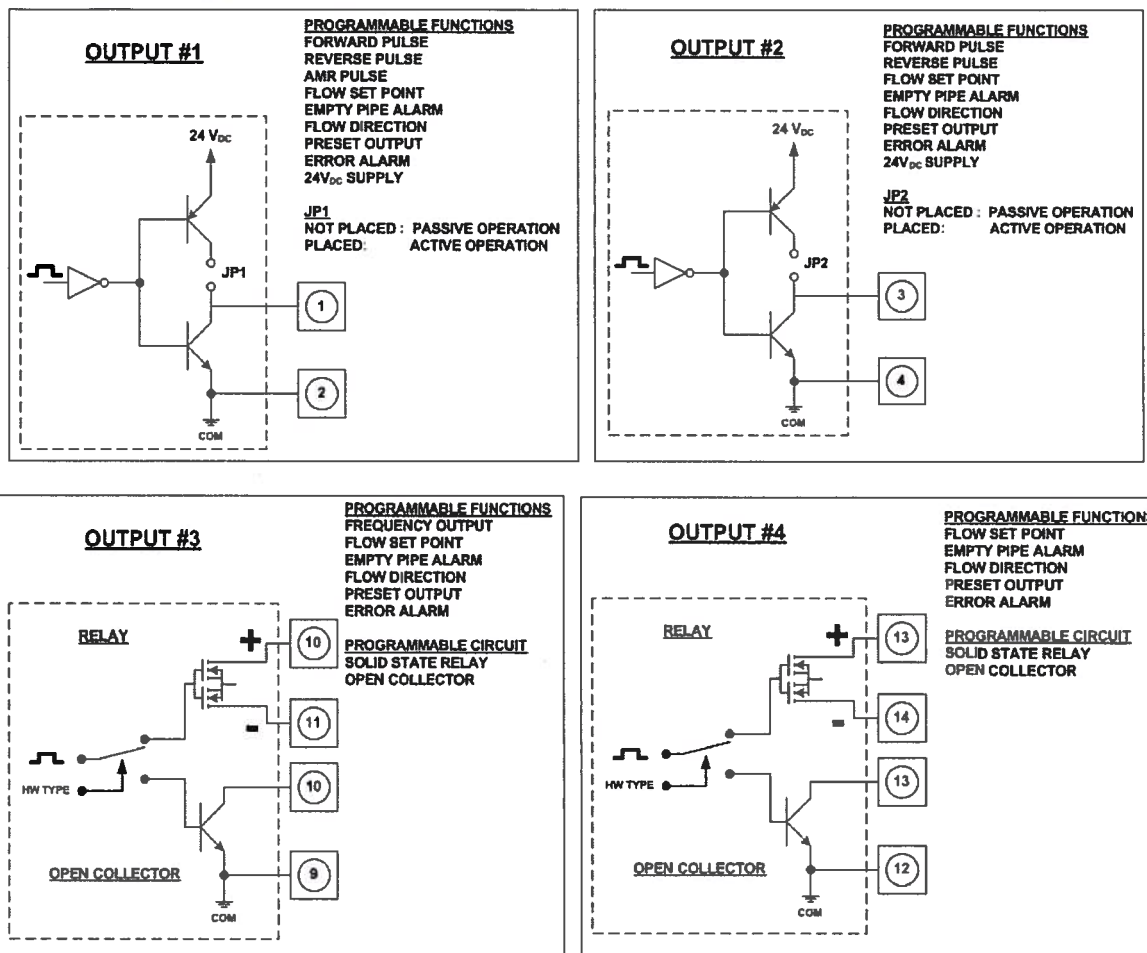 OUTPUT #1
PROGRAMMABLE FUNCTIONS
FORWARD PULSE
REVERSE PULSE
AMR PULSE
FLOW SET POINT
EMPTY PIPE ALARM
FLOW DIRECTION
PRESET OUTPUT
ERROR ALARM
24VDC SUPPLY
JP1
NOT PLACED : PASSIVE OPERATION
PLACED: ACTIVE OPERATION
24 VDC
JP1
1
2
COM
OUTPUT #2
PROGRAMMABLE FUNCTIONS
FORWARD PULSE
REVERSE PULSE
FLOW SET POINT
EMPTY PIPE ALARM
FLOW DIRECTION
PRESET OUTPUT
ERROR ALARM
24VDC SUPPLY
JP2
NOT PLACED : PASSIVE OPERATION
PLACED: ACTIVE OPERATION
24 VDC
JP2
3
4
COM
OUTPUT #3
PROGRAMMABLE FUNCTIONS
FREQUENCY OUTPUT
FLOW SET POINT
EMPTY PIPE ALARM
FLOW DIRECTION
PRESET OUTPUT
ERROR ALARM
PROGRAMMABLE CIRCUIT
SOLID STATE RELAY
OPEN COLLECTOR
RELAY
+
10
-
11
HW TYPE
10
OPEN COLLECTOR
9
COM
OUTPUT #4
PROGRAMMABLE FUNCTION
FLOW SET POINT
EMPTY PIPE ALARM
FLOW DIRECTION
PRESET OUTPUT
ERROR ALARM
PROGRAMMABLE CIRCUIT
SOLID STATE RELAY
OPEN COLLECTOR
RELAY
+
13
-
14
HW TYPE
13
OPEN COLLECTOR
12
COM